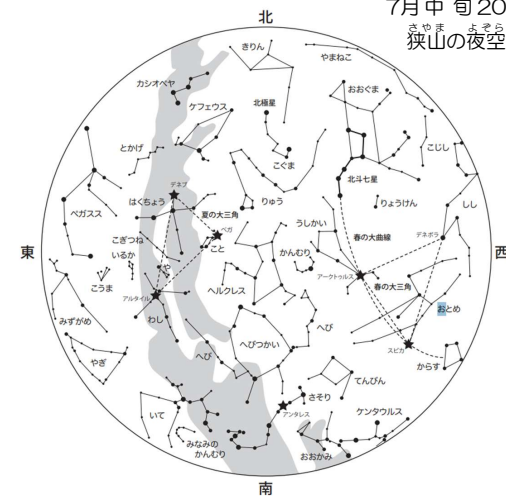 7月中旬20
さやま よぞら
狭山の夜空
北
きりん
やまねこ
カシオペヤ
おおぐま
ケフェウス
北極星
とかげ
こぐま
こじし
北斗七星
デネブ
はくちょう
夏の大三角
りゅう
りょうけん
しし
ペガスス
ベガ
うしかい
春の大曲線
デネボラ
東
こぎつね
こと
かんむり
西
いるか
や
アークトゥルス
春の大三角
こうま
ヘルクレス
アルタイル
おとめ
みずがめ
わし
へび
へびつかい
へび
スピカ
やぎ
からす
てんびん
いて
さそり
アンタレス
ケンタウルス
みなみの
かんむり
おおかみ
南